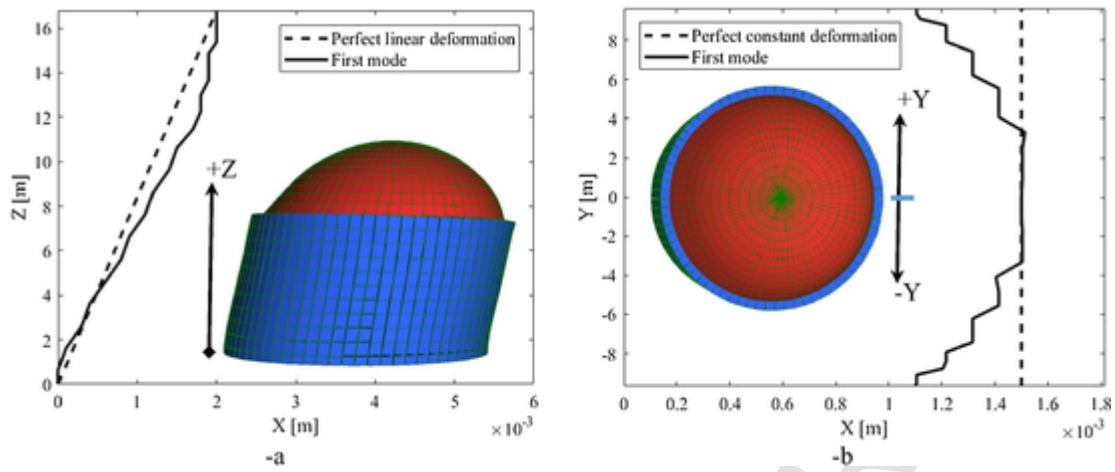 16
14
12
10
8
6
4
2
0
Z [m]
Perfect linear deformation
First mode
+Z
0 1 2 3 4 5 6
X [m]
×10⁻³
-a
8
6
4
2
0
-2
-4
-6
-8
Y [m]
Perfect constant deformation
First mode
+Y
-Y
0 0.2 0.4 0.6 0.8 1 1.2 1.4 1.6 1.8
X [m]
×10⁻³
-b